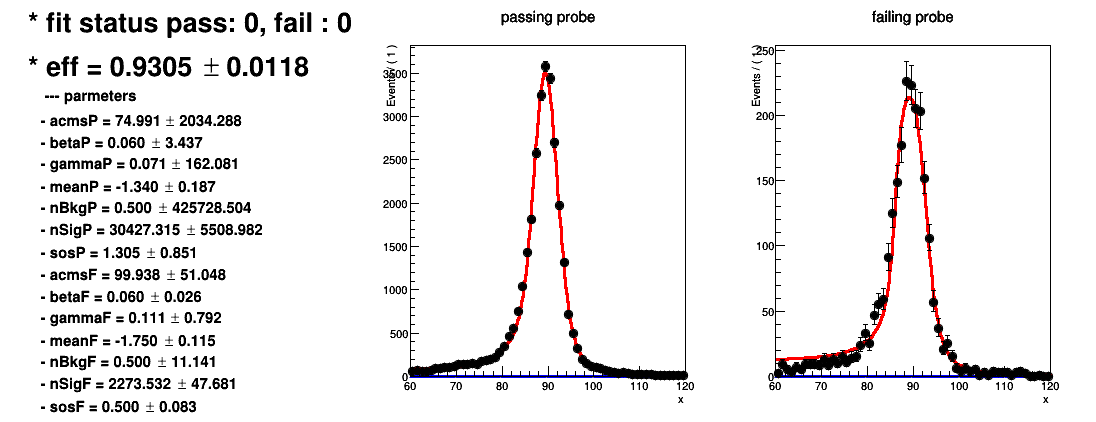 * fit status pass: 0, fail : 0
* eff = 0.9305 ± 0.0118
--- parmeters
- acmsP = 74.991 ± 2034.288
- betaP = 0.060 ± 3.437
- gammaP = 0.071 ± 162.081
- meanP = -1.340 ± 0.187
- nBkgP = 0.500 ± 425728.504
- nSigP = 30427.315 ± 5508.982
- sosP = 1.305 ± 0.851
- acmsF = 99.938 ± 51.048
- betaF = 0.060 ± 0.026
- gammaF = 0.111 ± 0.792
- meanF = -1.750 ± 0.115
- nBkgF = 0.500 ± 11.141
- nSigF = 2273.532 ± 47.681
- sosF = 0.500 ± 0.083
passing probe
Events / ( 1 )
3500
3000
2500
2000
1500
1000
500
0
60 70 80 90 100 110 120
x
failing probe
Events / (
250
200
150
100
50
0
60 70 80 90 100 110 120
x